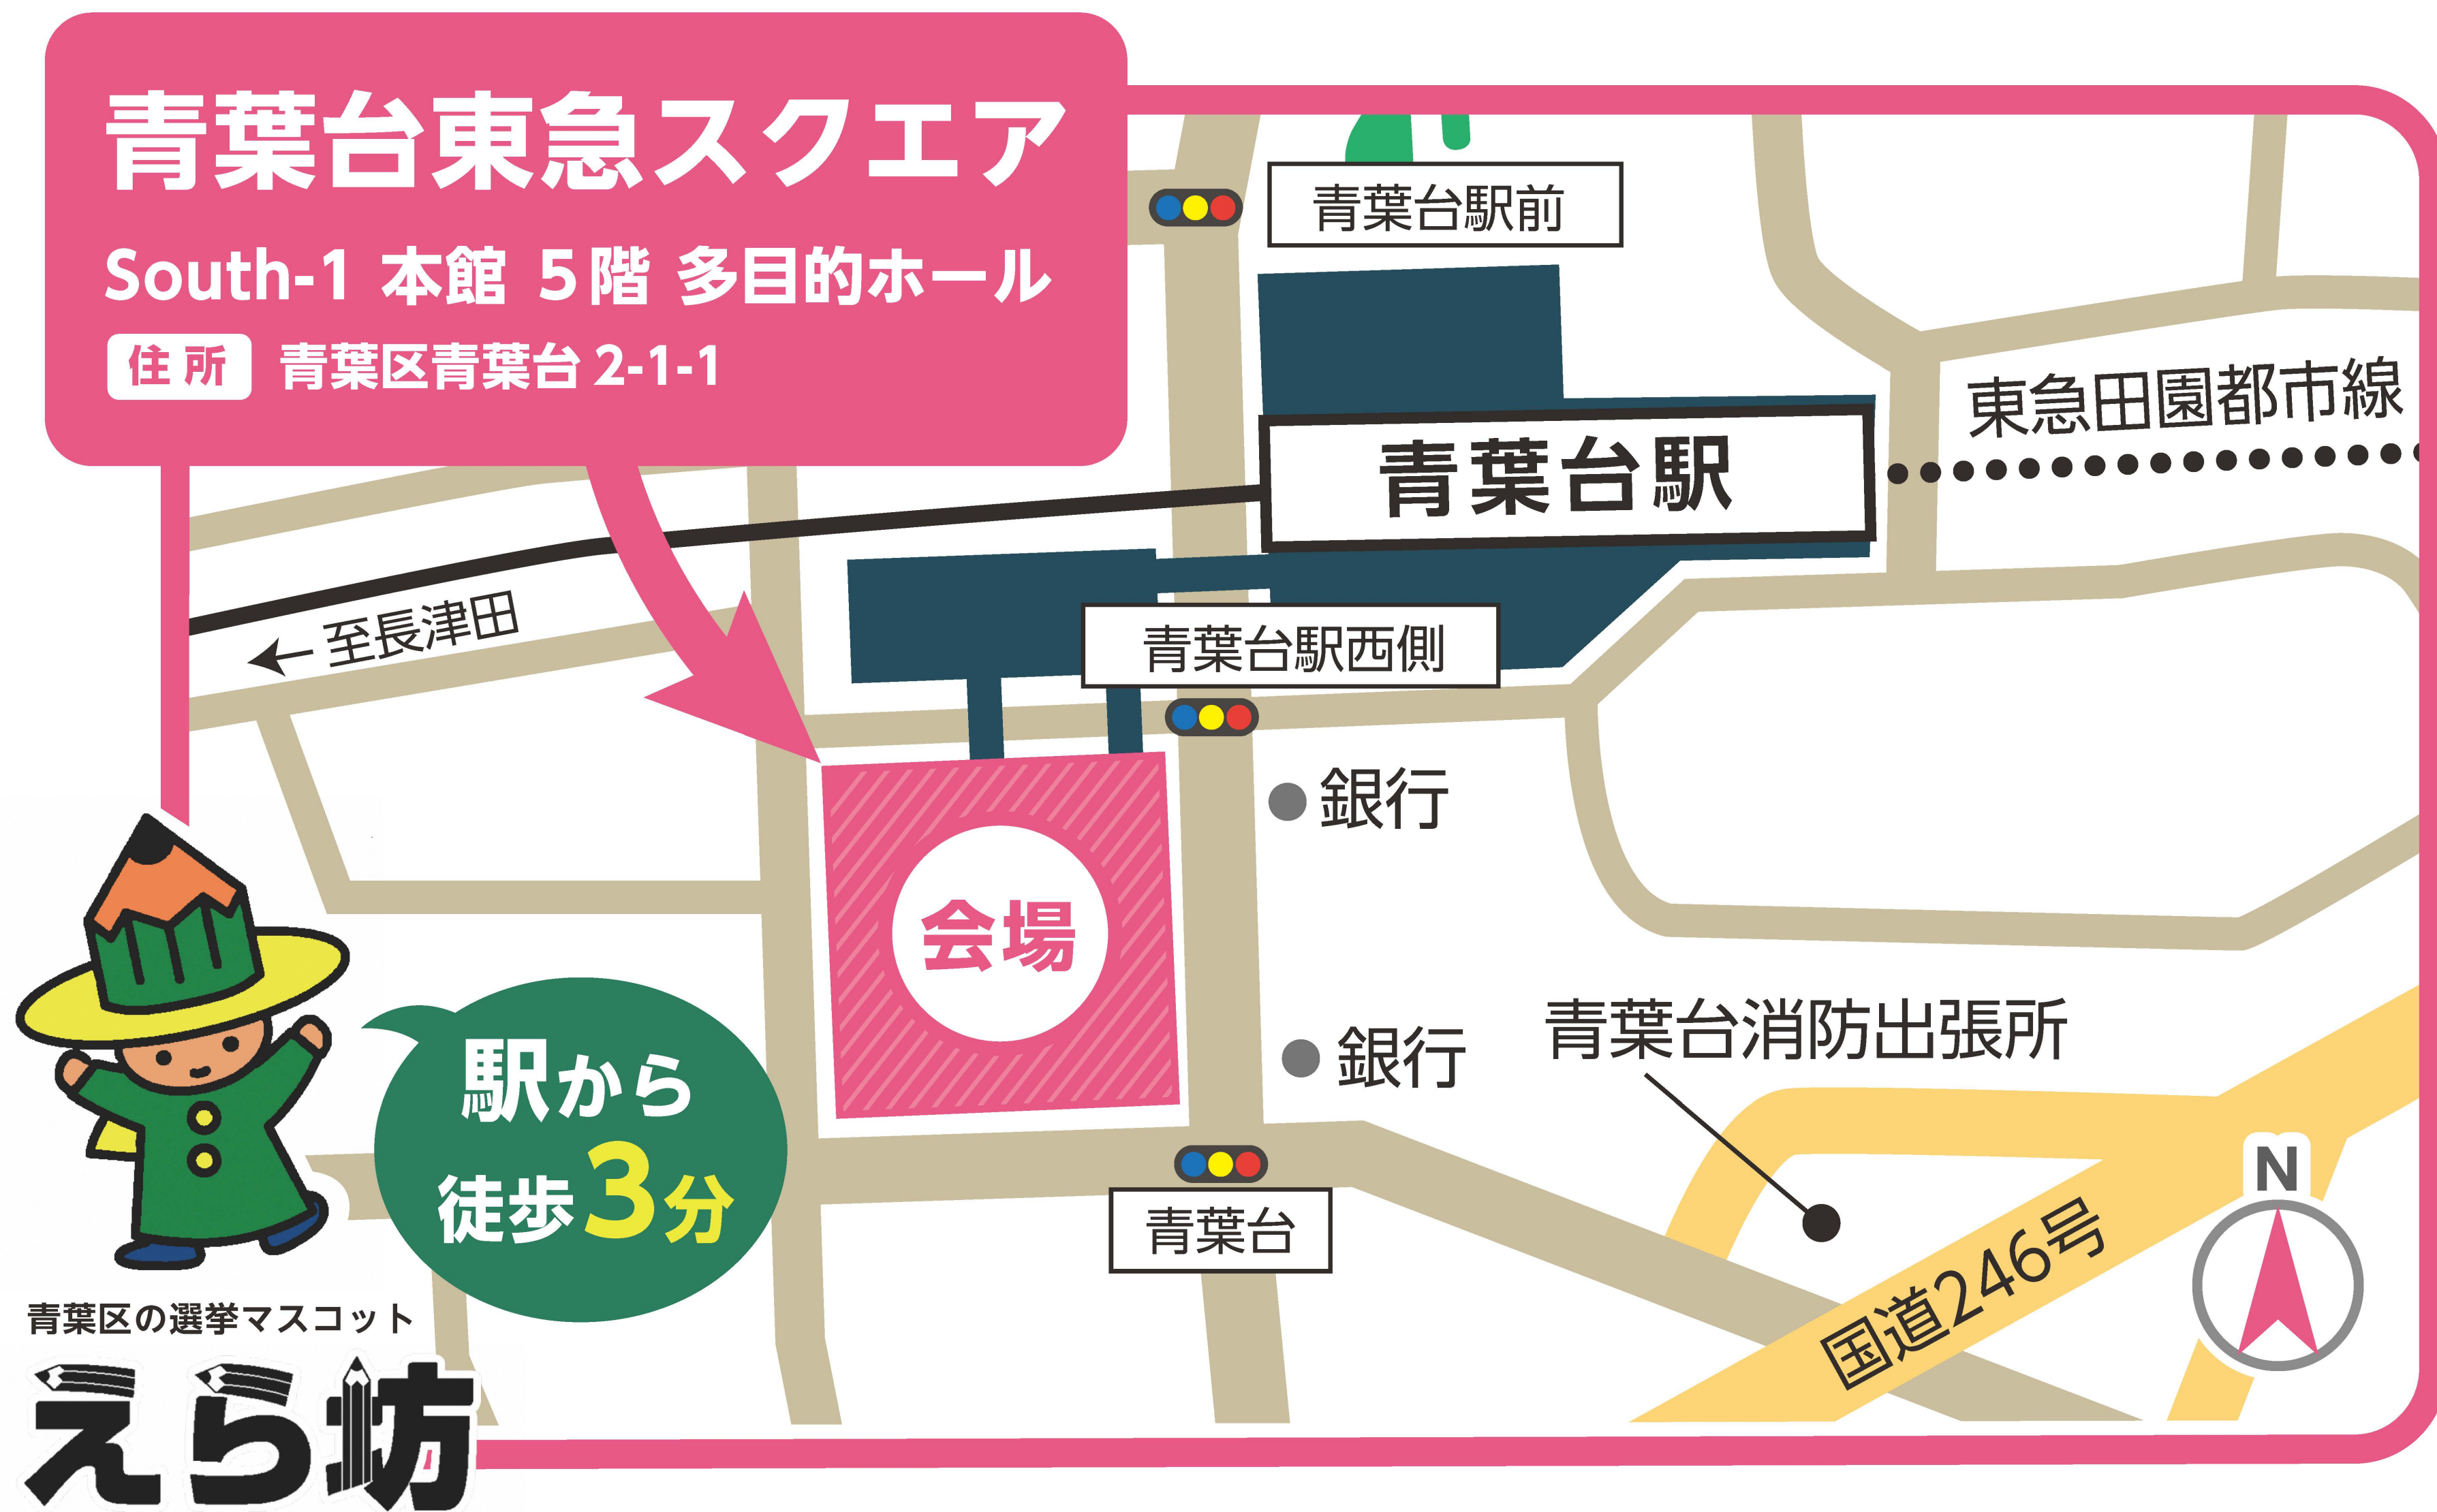 青葉台東急スクエア
South-1 本館 5階 多目的ホール
住所 青葉区青葉台2-1-1
青葉台駅前
東急田園都市線
青葉台駅
←至長津田
青葉台駅西側
銀行
会場
銀行
青葉台消防出張所
駅から
徒歩3分
青葉台
N
国道246号
青葉区の選挙マスコット
えら坊